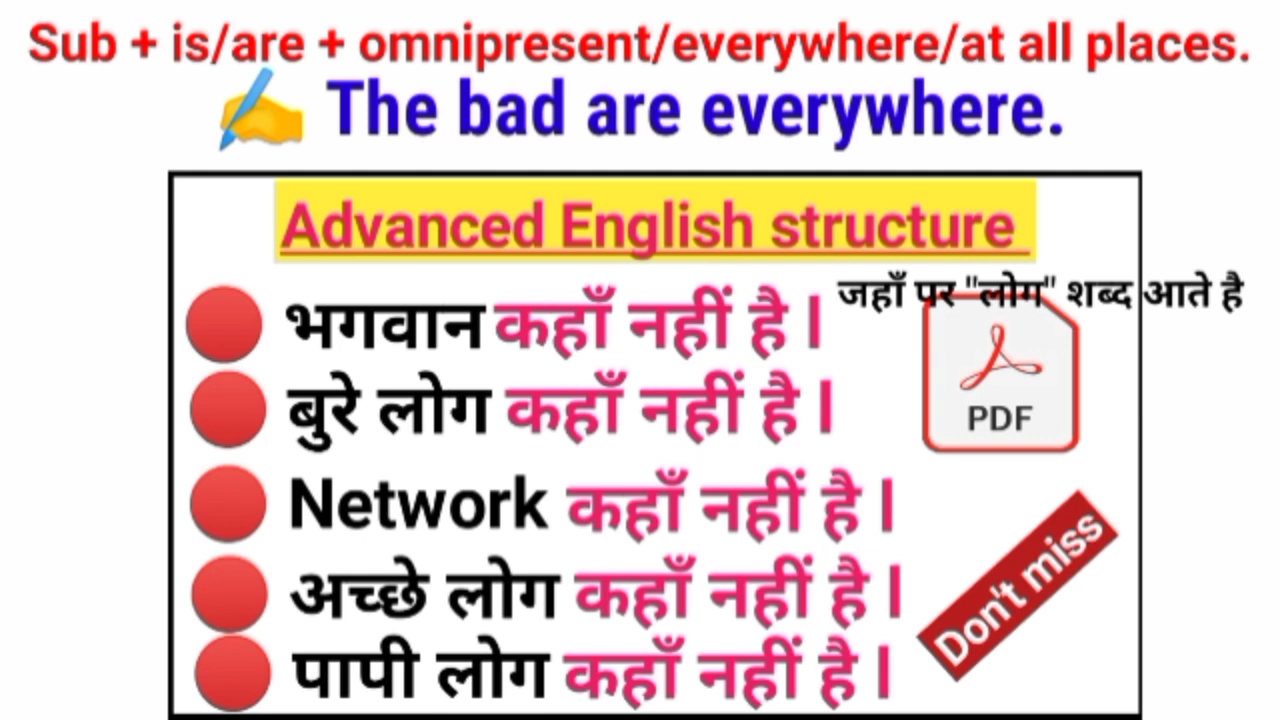 Sub + is/are + omnipresent/everywhere/at all places.
The bad are everywhere.
Advanced English structure
जहाँ पर "लोग" शब्द आते है
भगवान कहाँ नहीं है l
बुरे लोग कहाँ नहीं है l
PDF
Network कहाँ नहीं है l
अच्छे लोग कहाँ नहीं है l
Don't miss
पापी लोग कहाँ नहीं है l